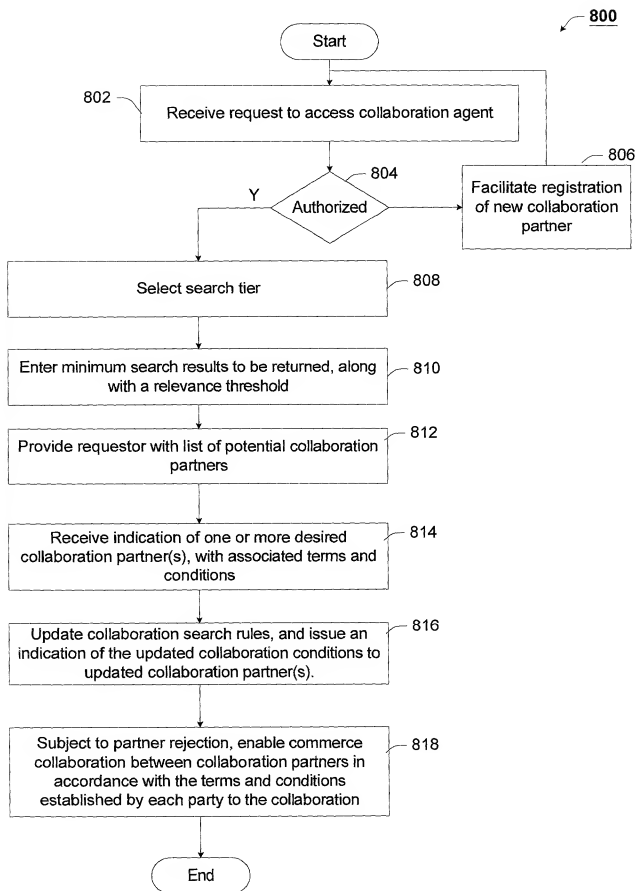 800
Start
802
Receive request to access collaboration agent
804
806
Y
Authorized
Facilitate registration
of new collaboration
partner
Select search tier
808
Enter minimum search results to be returned, along
with a relevance threshold
810
Provide requestor with list of potential collaboration
partners
812
Receive indication of one or more desired
collaboration partner(s), with associated terms and
conditions
814
Update collaboration search rules, and issue an
indication of the updated collaboration conditions to
updated collaboration partner(s).
816
Subject to partner rejection, enable commerce
collaboration between collaboration partners in
accordance with the terms and conditions
established by each party to the collaboration
818
End